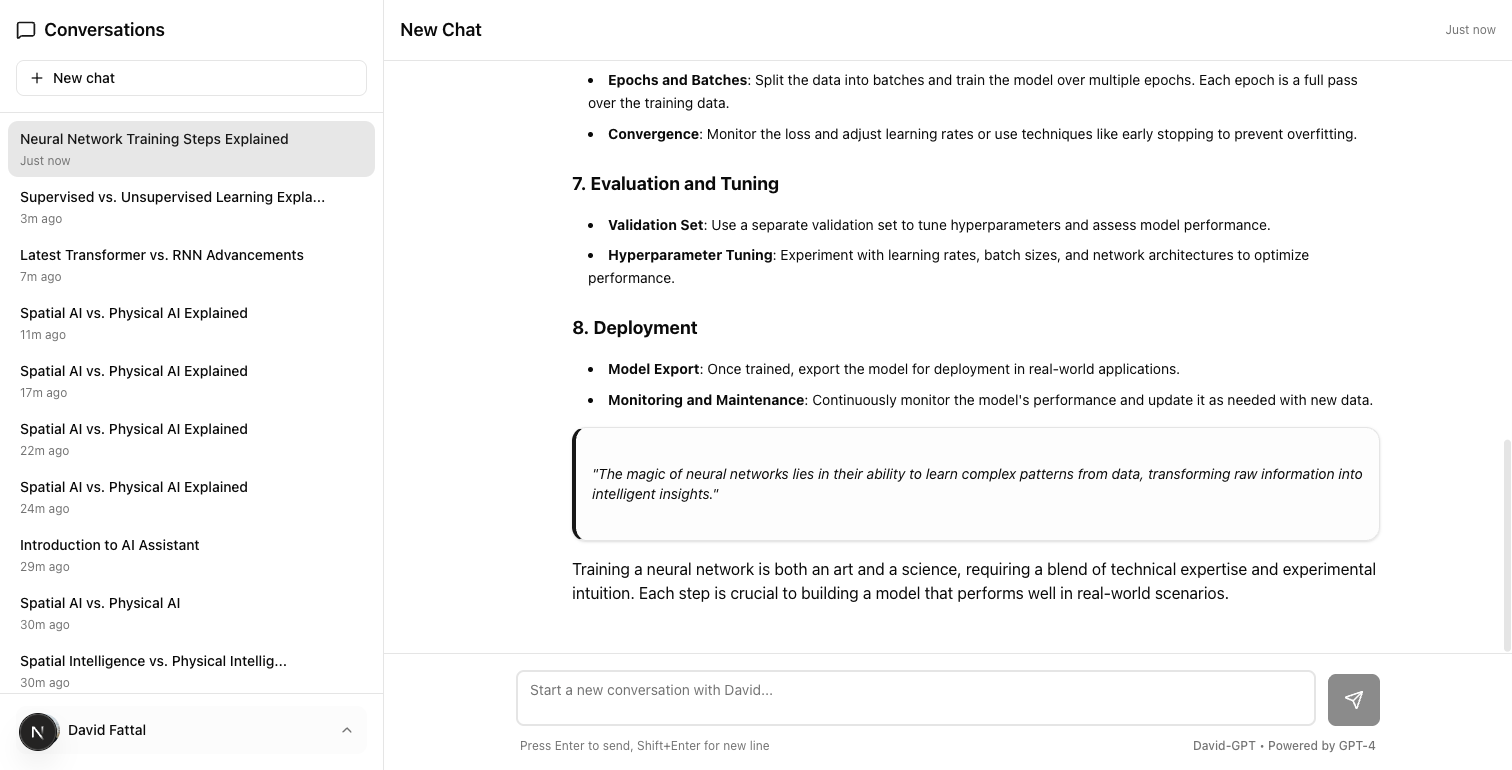 Conversations
New chat
Neural Network Training Steps Explained
Just now
Supervised vs. Unsupervised Learning Expla...
3m ago
Latest Transformer vs. RNN Advancements
7m ago
Spatial AI vs. Physical AI Explained
11m ago
Spatial AI vs. Physical AI Explained
17m ago
Spatial AI vs. Physical AI Explained
22m ago
Spatial AI vs. Physical AI Explained
24m ago
Introduction to AI Assistant
29m ago
Spatial AI vs. Physical AI
30m ago
Spatial Intelligence vs. Physical Intellig...
30m ago
N
David Fattal
New Chat
Just now
• Epochs and Batches: Split the data into batches and train the model over multiple epochs. Each epoch is a full pass
over the training data.
• Convergence: Monitor the loss and adjust learning rates or use techniques like early stopping to prevent overfitting.
7. Evaluation and Tuning
• Validation Set: Use a separate validation set to tune hyperparameters and assess model performance.
• Hyperparameter Tuning: Experiment with learning rates, batch sizes, and network architectures to optimize
performance.
8. Deployment
• Model Export: Once trained, export the model for deployment in real-world applications.
• Monitoring and Maintenance: Continuously monitor the model's performance and update it as needed with new data.
"The magic of neural networks lies in their ability to learn complex patterns from data, transforming raw information into
intelligent insights."
Training a neural network is both an art and a science, requiring a blend of technical expertise and experimental
intuition. Each step is crucial to building a model that performs well in real-world scenarios.
Start a new conversation with David...
Press Enter to send, Shift+Enter for new line
David-GPT • Powered by GPT-4